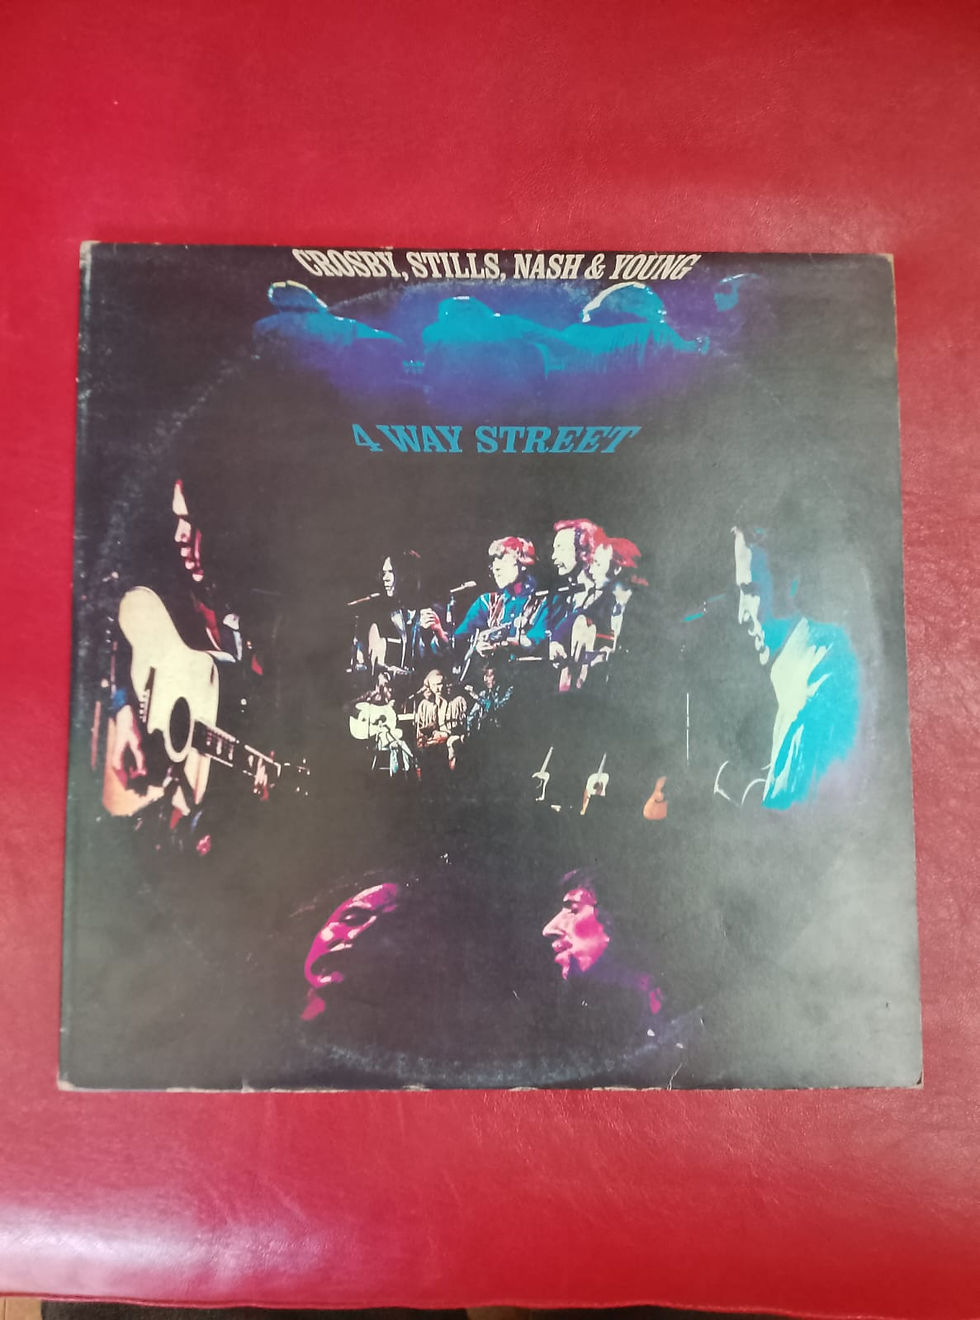 CROSBY, STILLS, NASH & YOUNG
4 WAY STREET